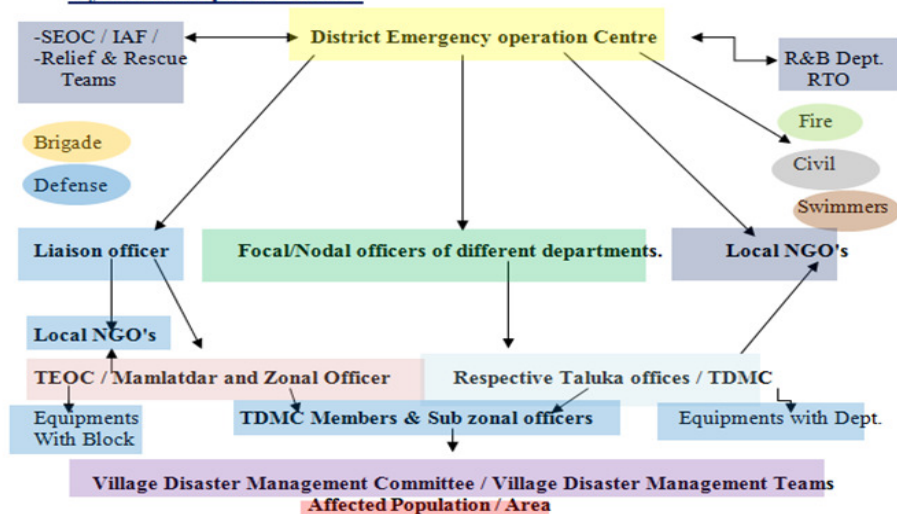 -SEOC / IAF /
-Relief & Rescue
Teams
District Emergency operation Centre
R&B Dept.
RTO
Brigade
Defense
Fire
Civil
Swimmers
Liaison officer
Focal/Nodal officers of different departments.
Local NGO's
Local NGO's
TEOC / Mamlatdar and Zonal Officer
Respective Taluka offices / TDMC
Equipments
With Block
TDMC Members & Sub zonal officers
Equipments with Dept.
Village Disaster Management Committee / Village Disaster Management Teams
Affected Population / Area